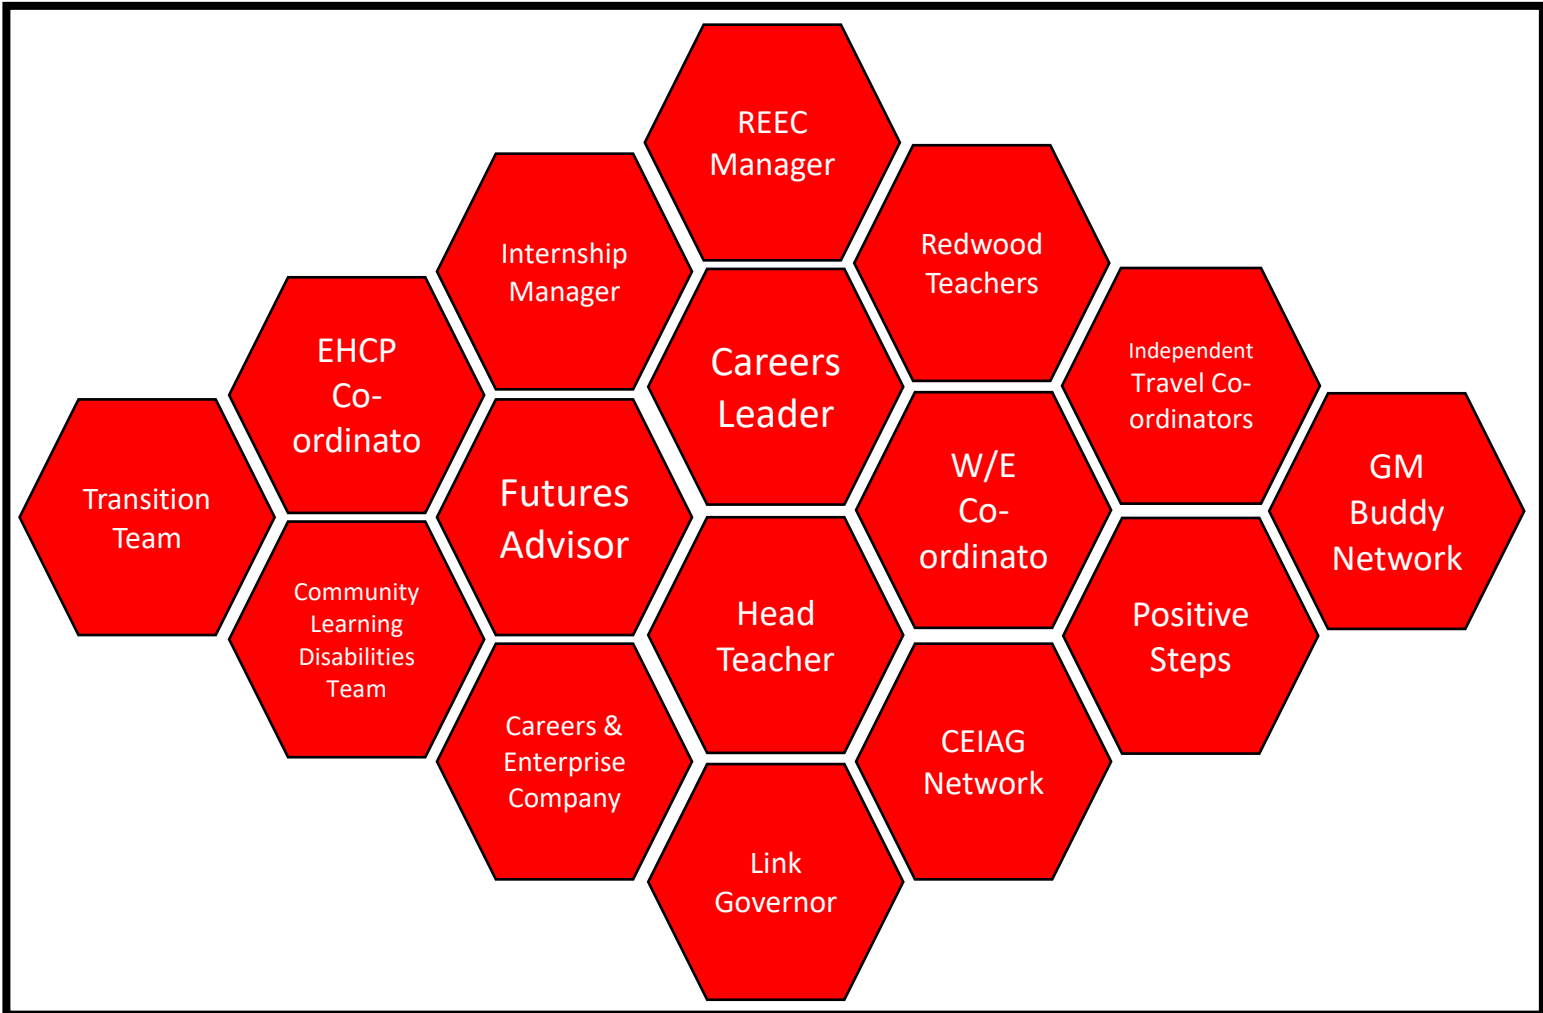 REEC
Manager
Internship
Manager
Redwood
Teachers
EHCP
Co-
ordinato
Careers
Leader
Independent
Travel Co-
ordinators
Transition
Team
Futures
Advisor
W/E
Co-
ordinato
GM
Buddy
Network
Community
Learning
Disabilities
Team
Head
Teacher
Positive
Steps
Careers &
Enterprise
Company
CEIAG
Network
Link
Governor